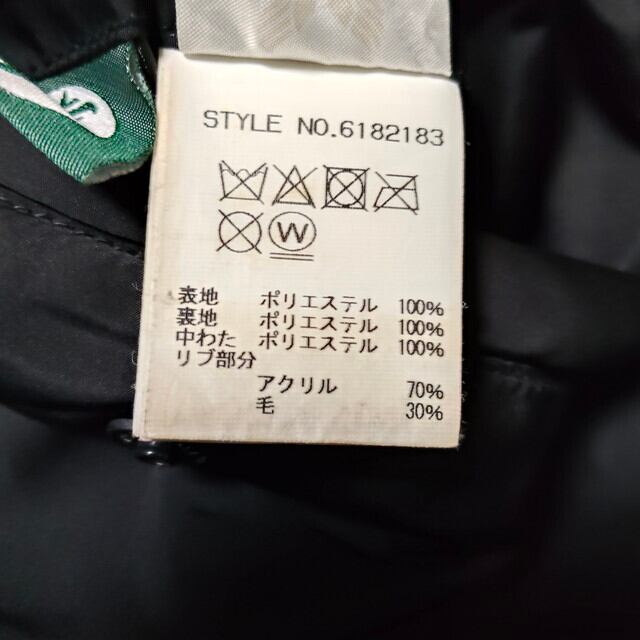 STYLE NO.6182183
W
表地 ポリエステル 100%
裏地 ポリエステル 100%
中わた ポリエステル 100%
リブ部分
アクリル 70%
毛 30%